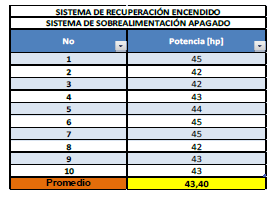 SISTEMA DE RECUPERACIÓN ENCENDIDO
SISTEMA DE SOBREALIMENTACIÓN APAGADO
No Potencia [hp]
1 45
2 42
3 42
4 43
5 44
6 45
7 45
8 42
9 43
10 43
Promedio 43,40